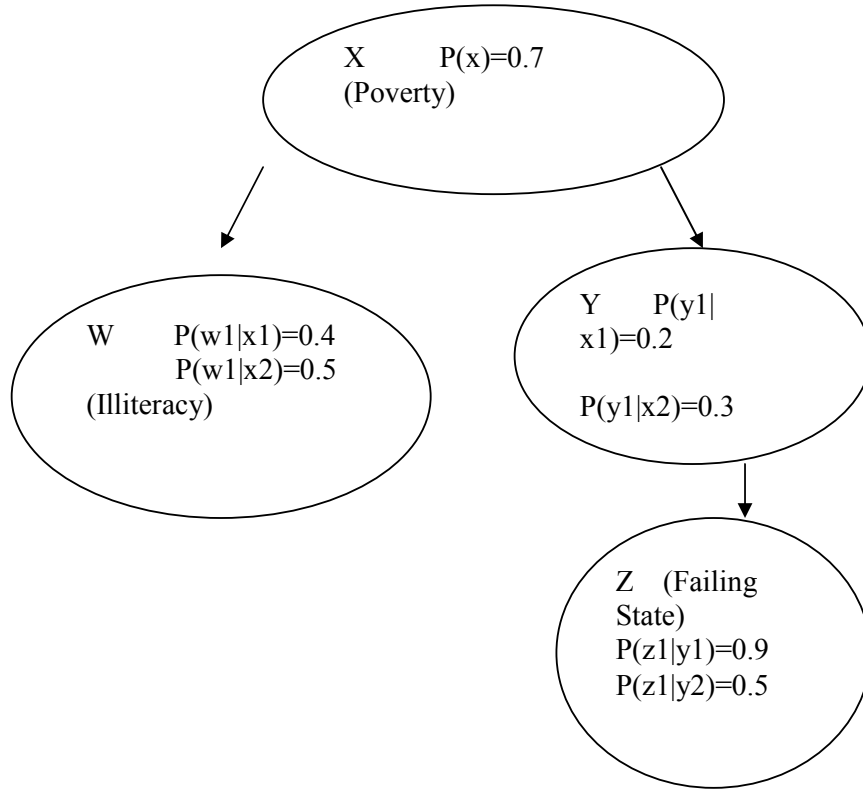 X P(x)=0.7
(Poverty)
W P(w1|x1)=0.4
P(w1|x2)=0.5
(Illiteracy)
Y P(y1|
x1)=0.2
P(y1|x2)=0.3
Z (Failing
State)
P(z1|y1)=0.9
P(z1|y2)=0.5